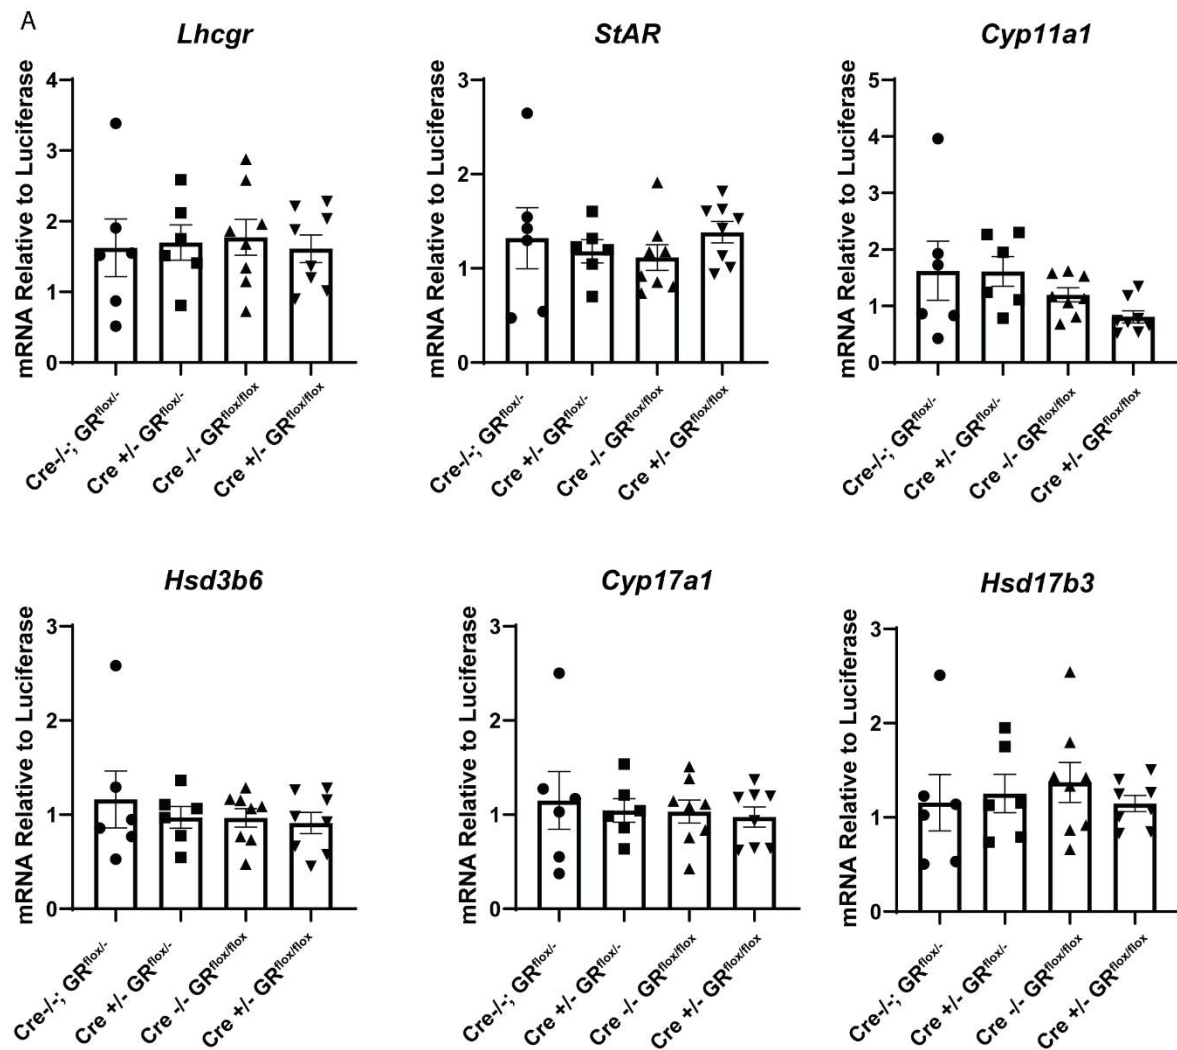 A
Lhcgr
StAR
Cyp11a1
mRNA Relative to Luciferase
4
3
2
1
0
Cre-/-; GRflox/-
Cre +/- GRflox/-
Cre -/- GRflox/flox
Cre +/- GRflox/flox
mRNA Relative to Luciferase
3
2
1
0
Cre-/-; GRflox/-
Cre +/- GRflox/-
Cre -/- GRflox/flox
Cre +/- GRflox/flox
mRNA Relative to Luciferase
5
4
3
2
1
0
Cre-/-; GRflox/-
Cre +/- GRflox/-
Cre -/- GRflox/flox
Cre +/- GRflox/flox
Hsd3b6
Cyp17a1
Hsd17b3
mRNA Relative to Luciferase
3
2
1
0
Cre-/-; GRflox/-
Cre +/- GRflox/-
Cre -/- GRflox/flox
Cre +/- GRflox/flox
mRNA Relative to Luciferase
3
2
1
0
Cre-/-; GRflox/-
Cre +/- GRflox/-
Cre -/- GRflox/flox
Cre +/- GRflox/flox
mRNA Relative to Luciferase
3
2
1
0
Cre-/-; GRflox/-
Cre +/- GRflox/-
Cre -/- GRflox/flox
Cre +/- GRflox/flox